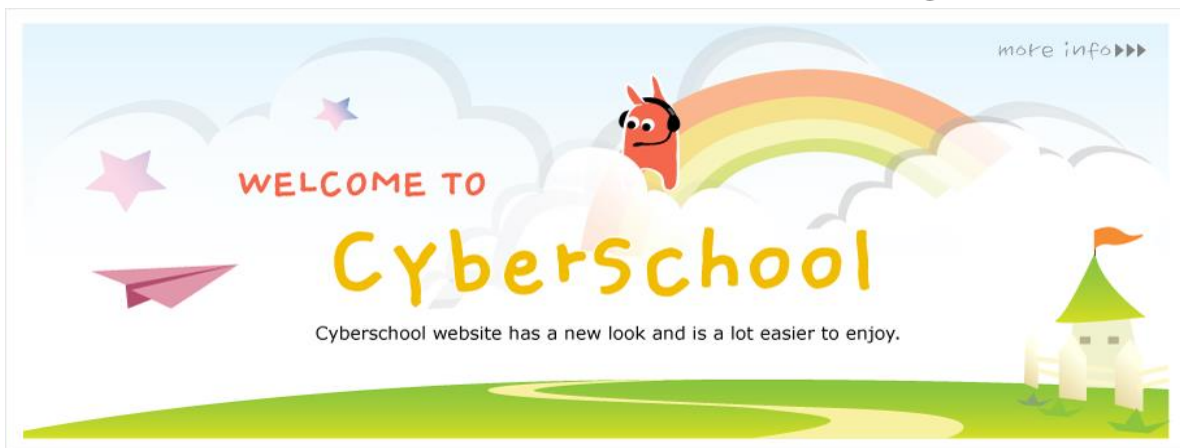 more info
WELCOME TO
Cyberschool
Cyberschool website has a new look and is a lot easier to enjoy.